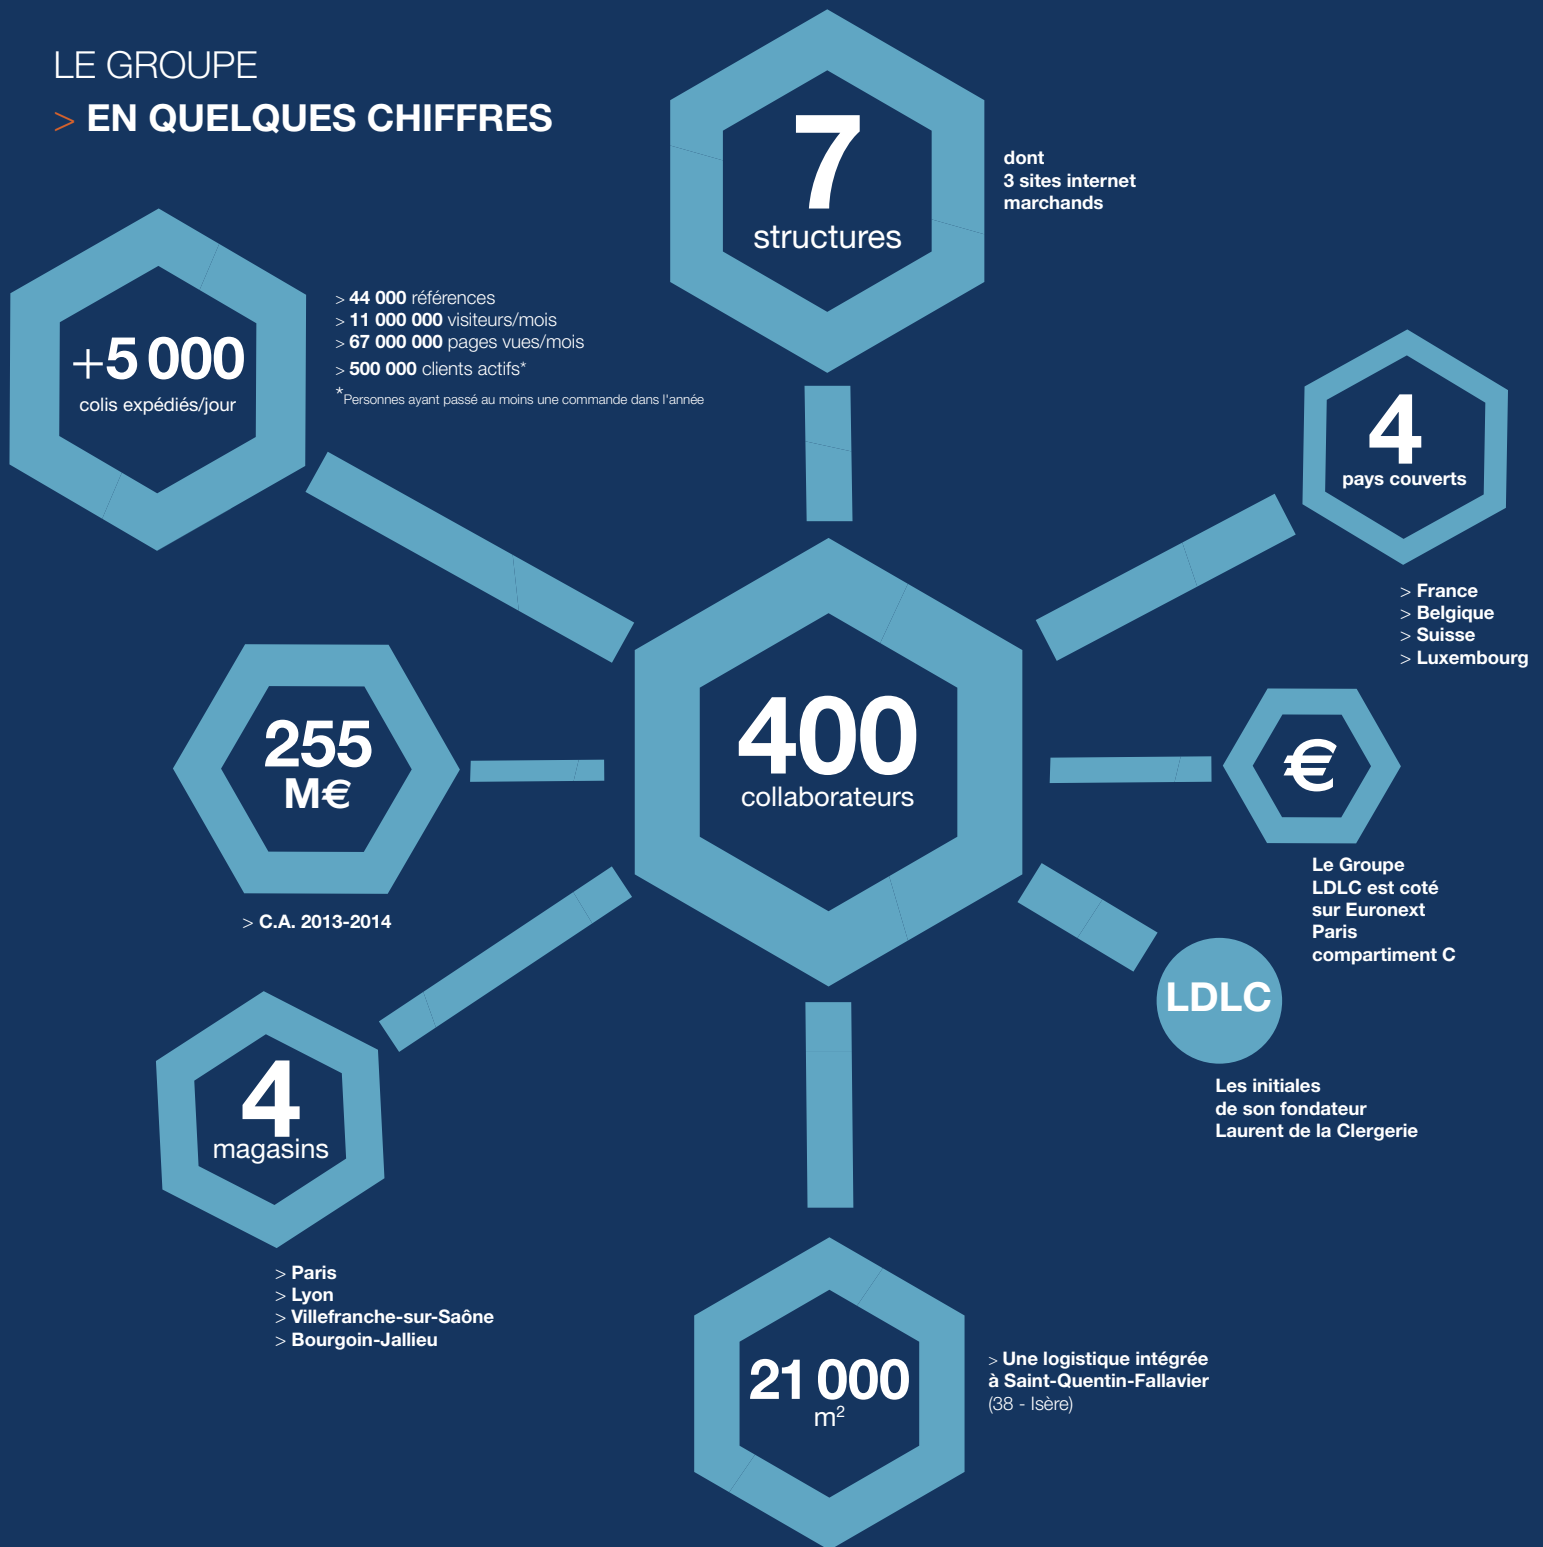 LE GROUPE
> EN QUELQUES CHIFFRES
7
structures
dont
3 sites internet
marchands
+5 000
colis expédiés/jour
> 44 000 références
> 11 000 000 visiteurs/mois
> 67 000 000 pages vues/mois
> 500 000 clients actifs*
*Personnes ayant passé au moins une commande dans l'année
4
pays couverts
> France
> Belgique
> Suisse
> Luxembourg
255
M€
> C.A. 2013-2014
400
collaborateurs
€
Le Groupe
LDLC est coté
sur Euronext
Paris
compartiment C
LDLC
Les initiales
de son fondateur
Laurent de la Clergerie
4
magasins
> Paris
> Lyon
> Villefranche-sur-Saône
> Bourgoin-Jallieu
21 000
m²
> Une logistique intégrée
à Saint-Quentin-Fallavier
(38 - Isère)